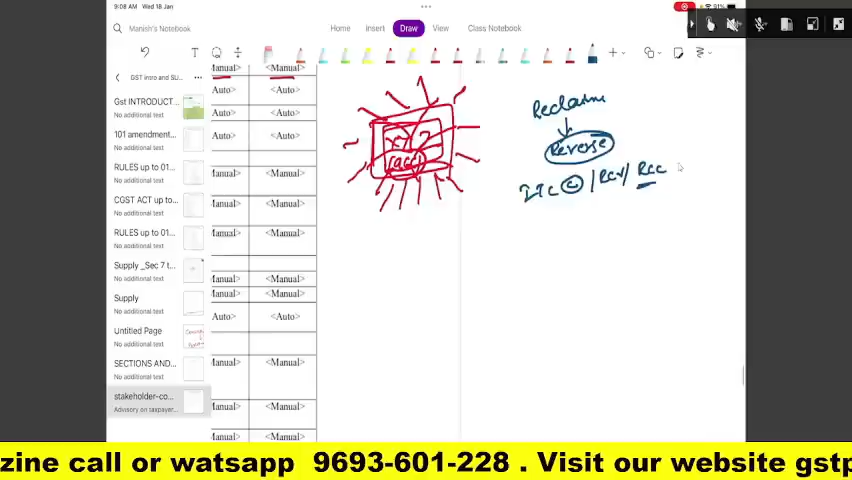 9:08 AM Wed 18 Jan
91%
Manish's Notebook
Home Insert Draw View Class Notebook
GST intro and SU...
Gst INTRODUCT...
No additional text
101 amendment...
No additional text
RULES up to 01...
No additional text
CGST ACT up to...
No additional text
RULES up to 01...
No additional text
Supply _Sec 7 t...
No additional text
Supply
No additional text
Untitled Page
No additional text
SECTIONS AND...
No additional text
stakeholder-co...
Advisory on taxpayer...
Manual> <Manual>
Auto> <Auto>
Auto> <Auto>
Auto> <Auto>
Manual> <Manual>
Manual> <Manual>
Manual> <Manual>
Manual> <Manual>
Manual> <Manual>
Auto> <Auto>
Manual> <Manual>
Manual> <Manual>
Manual> <Manual>
Reclaim
Reverse
ITC © / RCV/ RCC
zine call or watsapp 9693-601-228 . Visit our website gstp